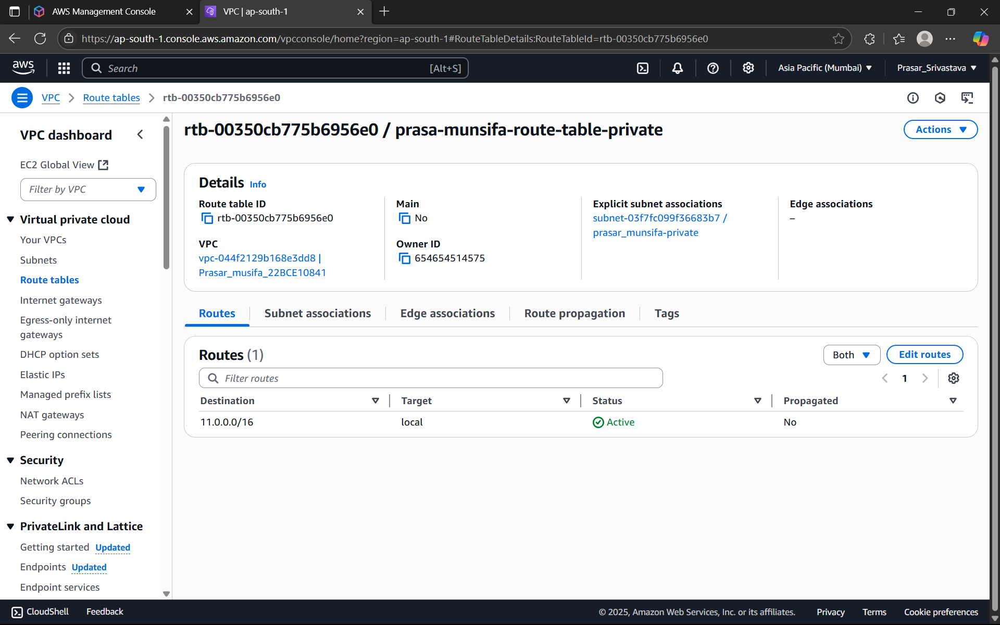 AWS Management Console
VPC | ap-south-1
https://ap-south-1.console.aws.amazon.com/vpcconsole/home?region=ap-south-1#RouteTableDetails:RouteTableId=rtb-00350cb775b6956e0
aws
Search
[Alt+S]
Asia Pacific (Mumbai)
Prasar_Srivastava
VPC
Route tables
rtb-00350cb775b6956e0
VPC dashboard
EC2 Global View
Filter by VPC
Virtual private cloud
Your VPCs
Subnets
Route tables
Internet gateways
Egress-only internet
gateways
DHCP option sets
Elastic IPs
Managed prefix lists
NAT gateways
Peering connections
Security
Network ACLs
Security groups
PrivateLink and Lattice
Getting started Updated
Endpoints Updated
Endpoint services
rtb-00350cb775b6956e0 / prasa-munsifa-route-table-private
Actions
Details Info
Route table ID
rtb-00350cb775b6956e0
VPC
vpc-044f2129b168e3dd8 |
Prasar_musifa_22BCE10841
Main
No
Owner ID
654654514575
Explicit subnet associations
subnet-03f7fc099f36683b7 /
prasar_munsifa-private
Edge associations
–
Routes
Subnet associations
Edge associations
Route propagation
Tags
Routes (1)
Both
Edit routes
Filter routes
1
Destination Target Status Propagated
11.0.0.0/16 local Active No
CloudShell
Feedback
© 2025, Amazon Web Services, Inc. or its affiliates.
Privacy
Terms
Cookie preferences